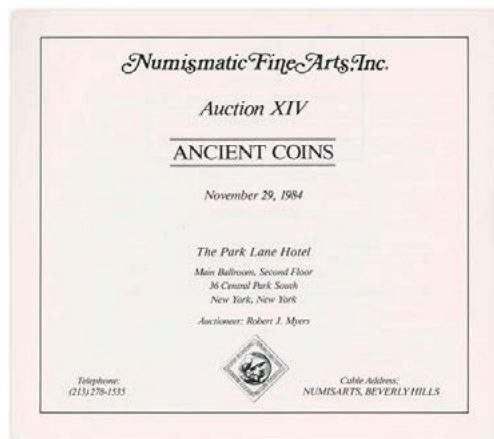 Numismatic Fine Arts, Inc.
Auction XIV
ANCIENT COINS
November 29, 1984
The Park Lane Hotel
Main Ballroom, Second Floor
36 Central Park South
New York, New York
Auctioneer: Robert J. Myers
Telephone:
(213) 278-1535
Cable Address:
NUMISARTS, BEVERLY HILLS